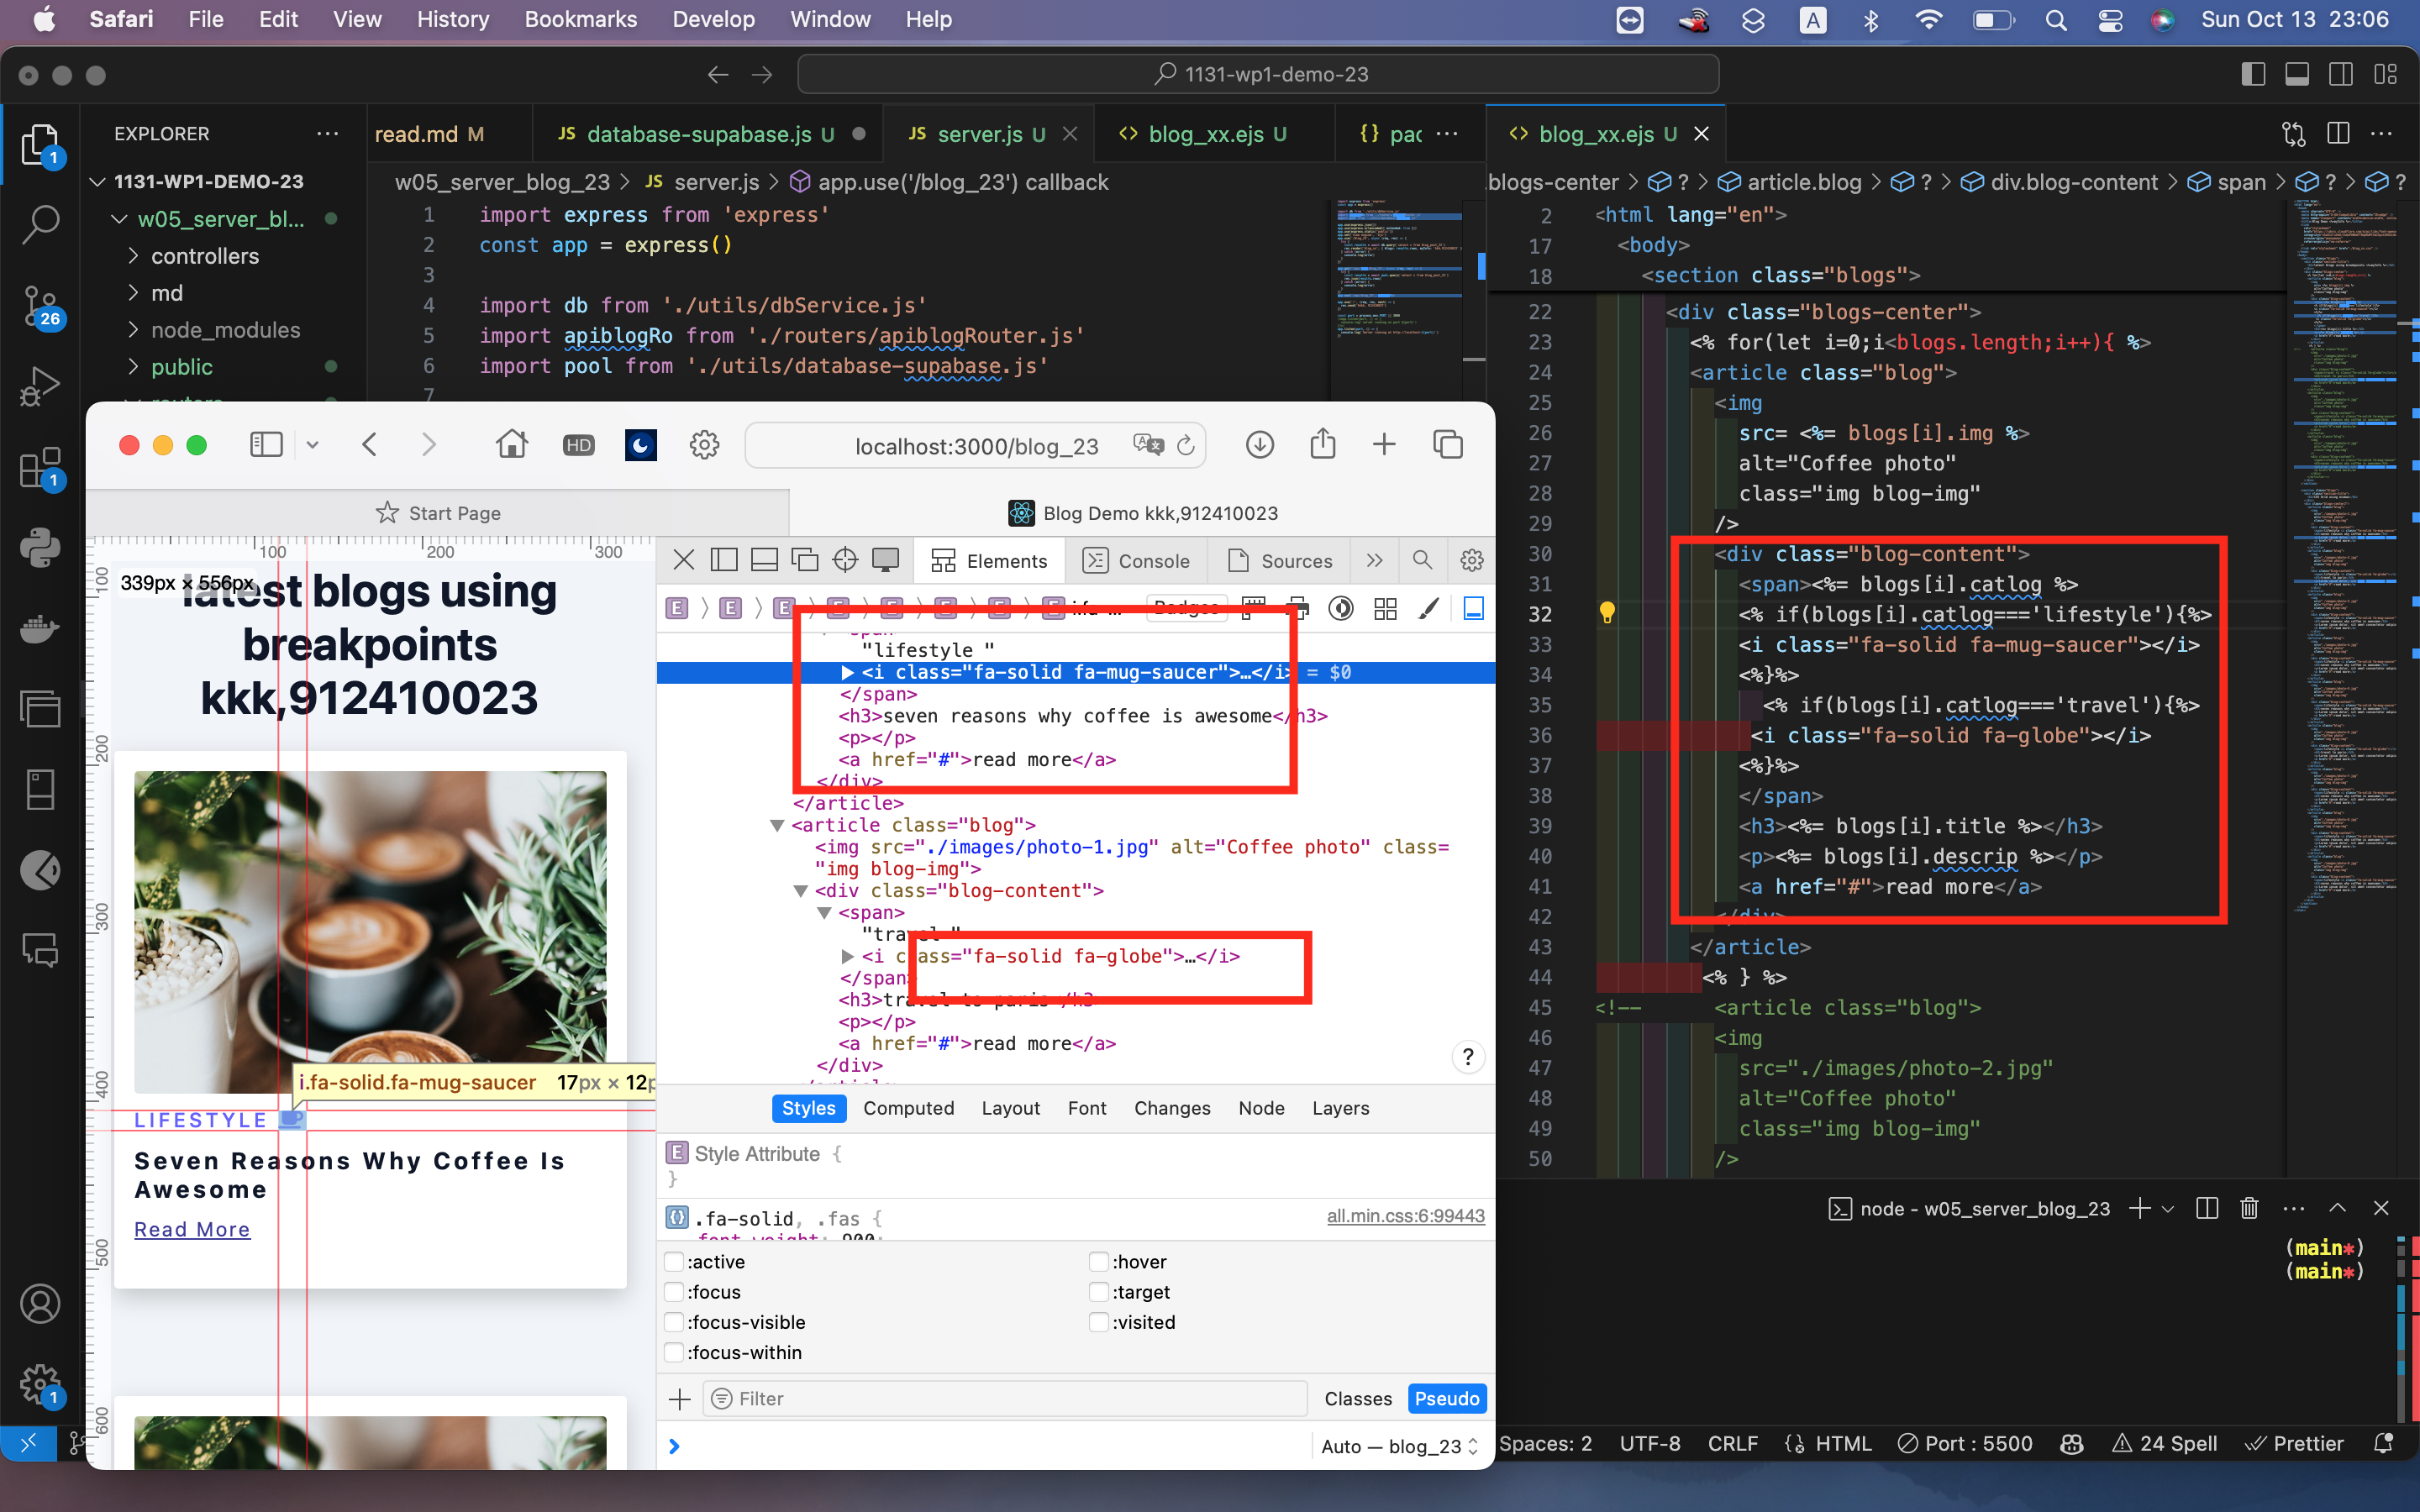 Safari File Edit View History Bookmarks Develop Window Help
A
Sun Oct 13 23:06
1131-wp1-demo-23
EXPLORER
1131-WP1-DEMO-23
w05_server_bl...
controllers
md
node_modules
public
1
26
1
1
read.md M
JS database-supabase.js U
JS server.js U
<> blog_xx.ejs U
{} pac
w05_server_blog_23 > JS server.js > app.use('/blog_23') callback
1 import express from 'express'
2 const app = express()
3
4 import db from './utils/dbService.js'
5 import apiblogRo from './routers/apiblogRouter.js'
6 import pool from './utils/database-supabase.js'
7
<> blog_xx.ejs U
blogs-center > ? > article.blog > ? > div.blog-content > span > ? > ?
2 <html lang="en">
17 <body>
18 <section class="blogs">
22 <div class="blogs-center">
23 <% for(let i=0;i<blogs.length;i++){ %>
24 <article class="blog">
25 <img
26 src= <%= blogs[i].img %>
27 alt="Coffee photo"
28 class="img blog-img"
29 />
30 <div class="blog-content">
31 <span><%= blogs[i].catlog %>
32 <% if(blogs[i].catlog==='lifestyle'){%>
33 <i class="fa-solid fa-mug-saucer"></i>
34 <%}%>
35 <% if(blogs[i].catlog==='travel'){%>
36 <i class="fa-solid fa-globe"></i>
37 <%}%>
38 </span>
39 <h3><%= blogs[i].title %></h3>
40 <p><%= blogs[i].descrip %></p>
41 <a href="#">read more</a>
42 </div>
43 </article>
44 <% } %>
45 <!-- <article class="blog">
46 <img
47 src="./images/photo-2.jpg"
48 alt="Coffee photo"
49 class="img blog-img"
50 />
HD
localhost:3000/blog_23
Start Page
Blog Demo kkk,912410023
100 200 300
100
200
300
400
500
600
339px × 556px
latest blogs using
breakpoints
kkk,912410023
i.fa-solid.fa-mug-saucer 17px × 12p
LIFESTYLE
Seven Reasons Why Coffee Is
Awesome
Read More
Elements
Console
Sources
E E E E E E E E i.fa-...
Badges
span
"lifestyle "
<i class="fa-solid fa-mug-saucer">…</i> = $0
</span>
<h3>seven reasons why coffee is awesome</h3>
<p></p>
<a href="#">read more</a>
</div>
</article>
<article class="blog">
<img src="./images/photo-1.jpg" alt="Coffee photo" class=
"img blog-img">
<div class="blog-content">
<span>
"travel "
<i class="fa-solid fa-globe">…</i>
</span>
<h3>travel to paris</h3>
<p></p>
<a href="#">read more</a>
</div>
?
Styles Computed Layout Font Changes Node Layers
E Style Attribute {
}
.fa-solid, .fas {
all.min.css:6:99443
font-weight: 900;
:active :hover
:focus :target
:focus-visible :visited
:focus-within
Filter
Classes Pseudo
Auto — blog_23
node - w05_server_blog_23
(main*)
(main*)
Spaces: 2 UTF-8 CRLF HTML Port : 5500 24 Spell Prettier